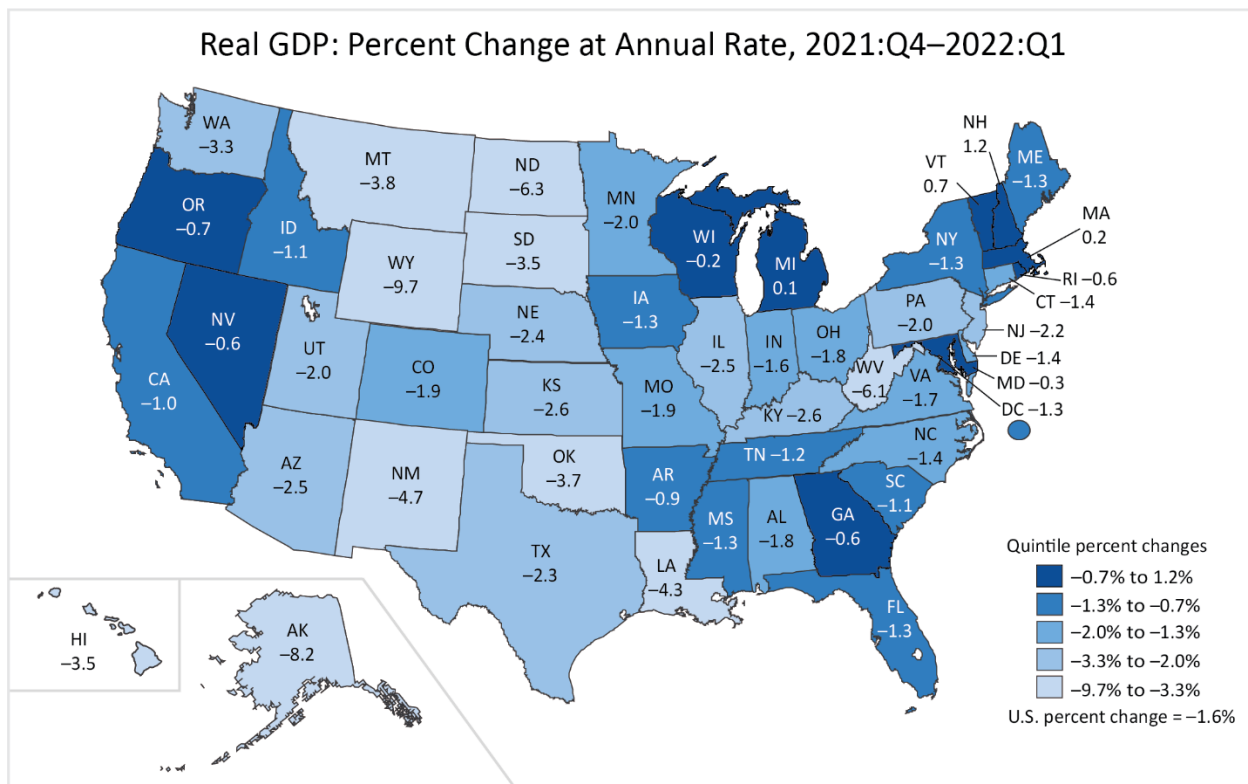 Real GDP: Percent Change at Annual Rate, 2021:Q4–2022:Q1
WA
–3.3
OR
–0.7
CA
–1.0
NV
–0.6
ID
–1.1
MT
–3.8
WY
–9.7
UT
–2.0
AZ
–2.5
CO
–1.9
NM
–4.7
ND
–6.3
SD
–3.5
NE
–2.4
KS
–2.6
OK
–3.7
TX
–2.3
MN
–2.0
IA
–1.3
MO
–1.9
AR
–0.9
LA
–4.3
WI
–0.2
IL
–2.5
MS
–1.3
MI
0.1
IN
–1.6
OH
–1.8
KY –2.6
TN –1.2
AL
–1.8
GA
–0.6
FL
–1.3
SC
–1.1
NC
–1.4
VA
–1.7
WV
–6.1
PA
–2.0
NY
–1.3
VT
0.7
NH
1.2
ME
–1.3
MA
0.2
RI –0.6
CT –1.4
NJ –2.2
DE –1.4
MD –0.3
DC –1.3
HI
–3.5
AK
–8.2
Quintile percent changes
–0.7% to 1.2%
–1.3% to –0.7%
–2.0% to –1.3%
–3.3% to –2.0%
–9.7% to –3.3%
U.S. percent change = –1.6%